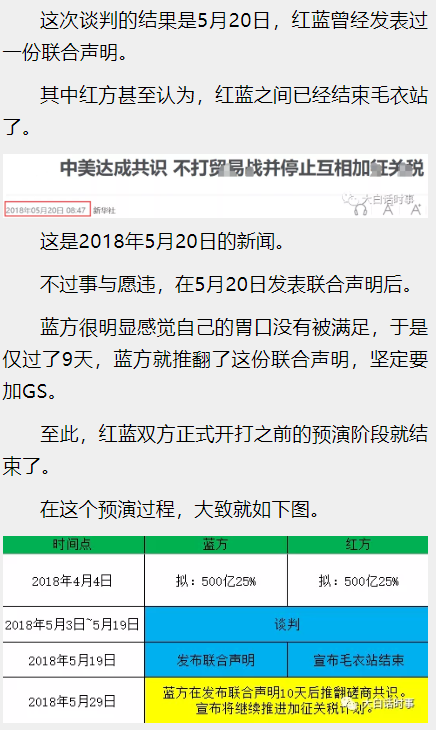 这次谈判的结果是5月20日，红蓝曾经发表过
一份联合声明。
其中红方甚至认为，红蓝之间已经结束毛衣站
了。
中美达成共识 不打贸易战并停止互相加征关税
2018年05月20日 08:47 新华社
大白话时事
A A
这是2018年5月20日的新闻。
不过事与愿违，在5月20日发表联合声明后。
蓝方很明显感觉自己的胃口没有被满足，于是
仅过了9天，蓝方就推翻了这份联合声明，坚定要
加GS。
至此，红蓝双方正式开打之前的预演阶段就结
束了。
在这个预演过程，大致就如下图。
时间点 蓝方 红方
2018年4月4日 拟：500亿25% 拟：500亿25%
2018年5月3日~5月19日 谈判
2018年5月19日 发布联合声明 宣布毛衣站结束
2018年5月29日 蓝方在发布联合声明10天后推翻磋商共识。
宣布将继续推进加征关税计划。
大白话时事